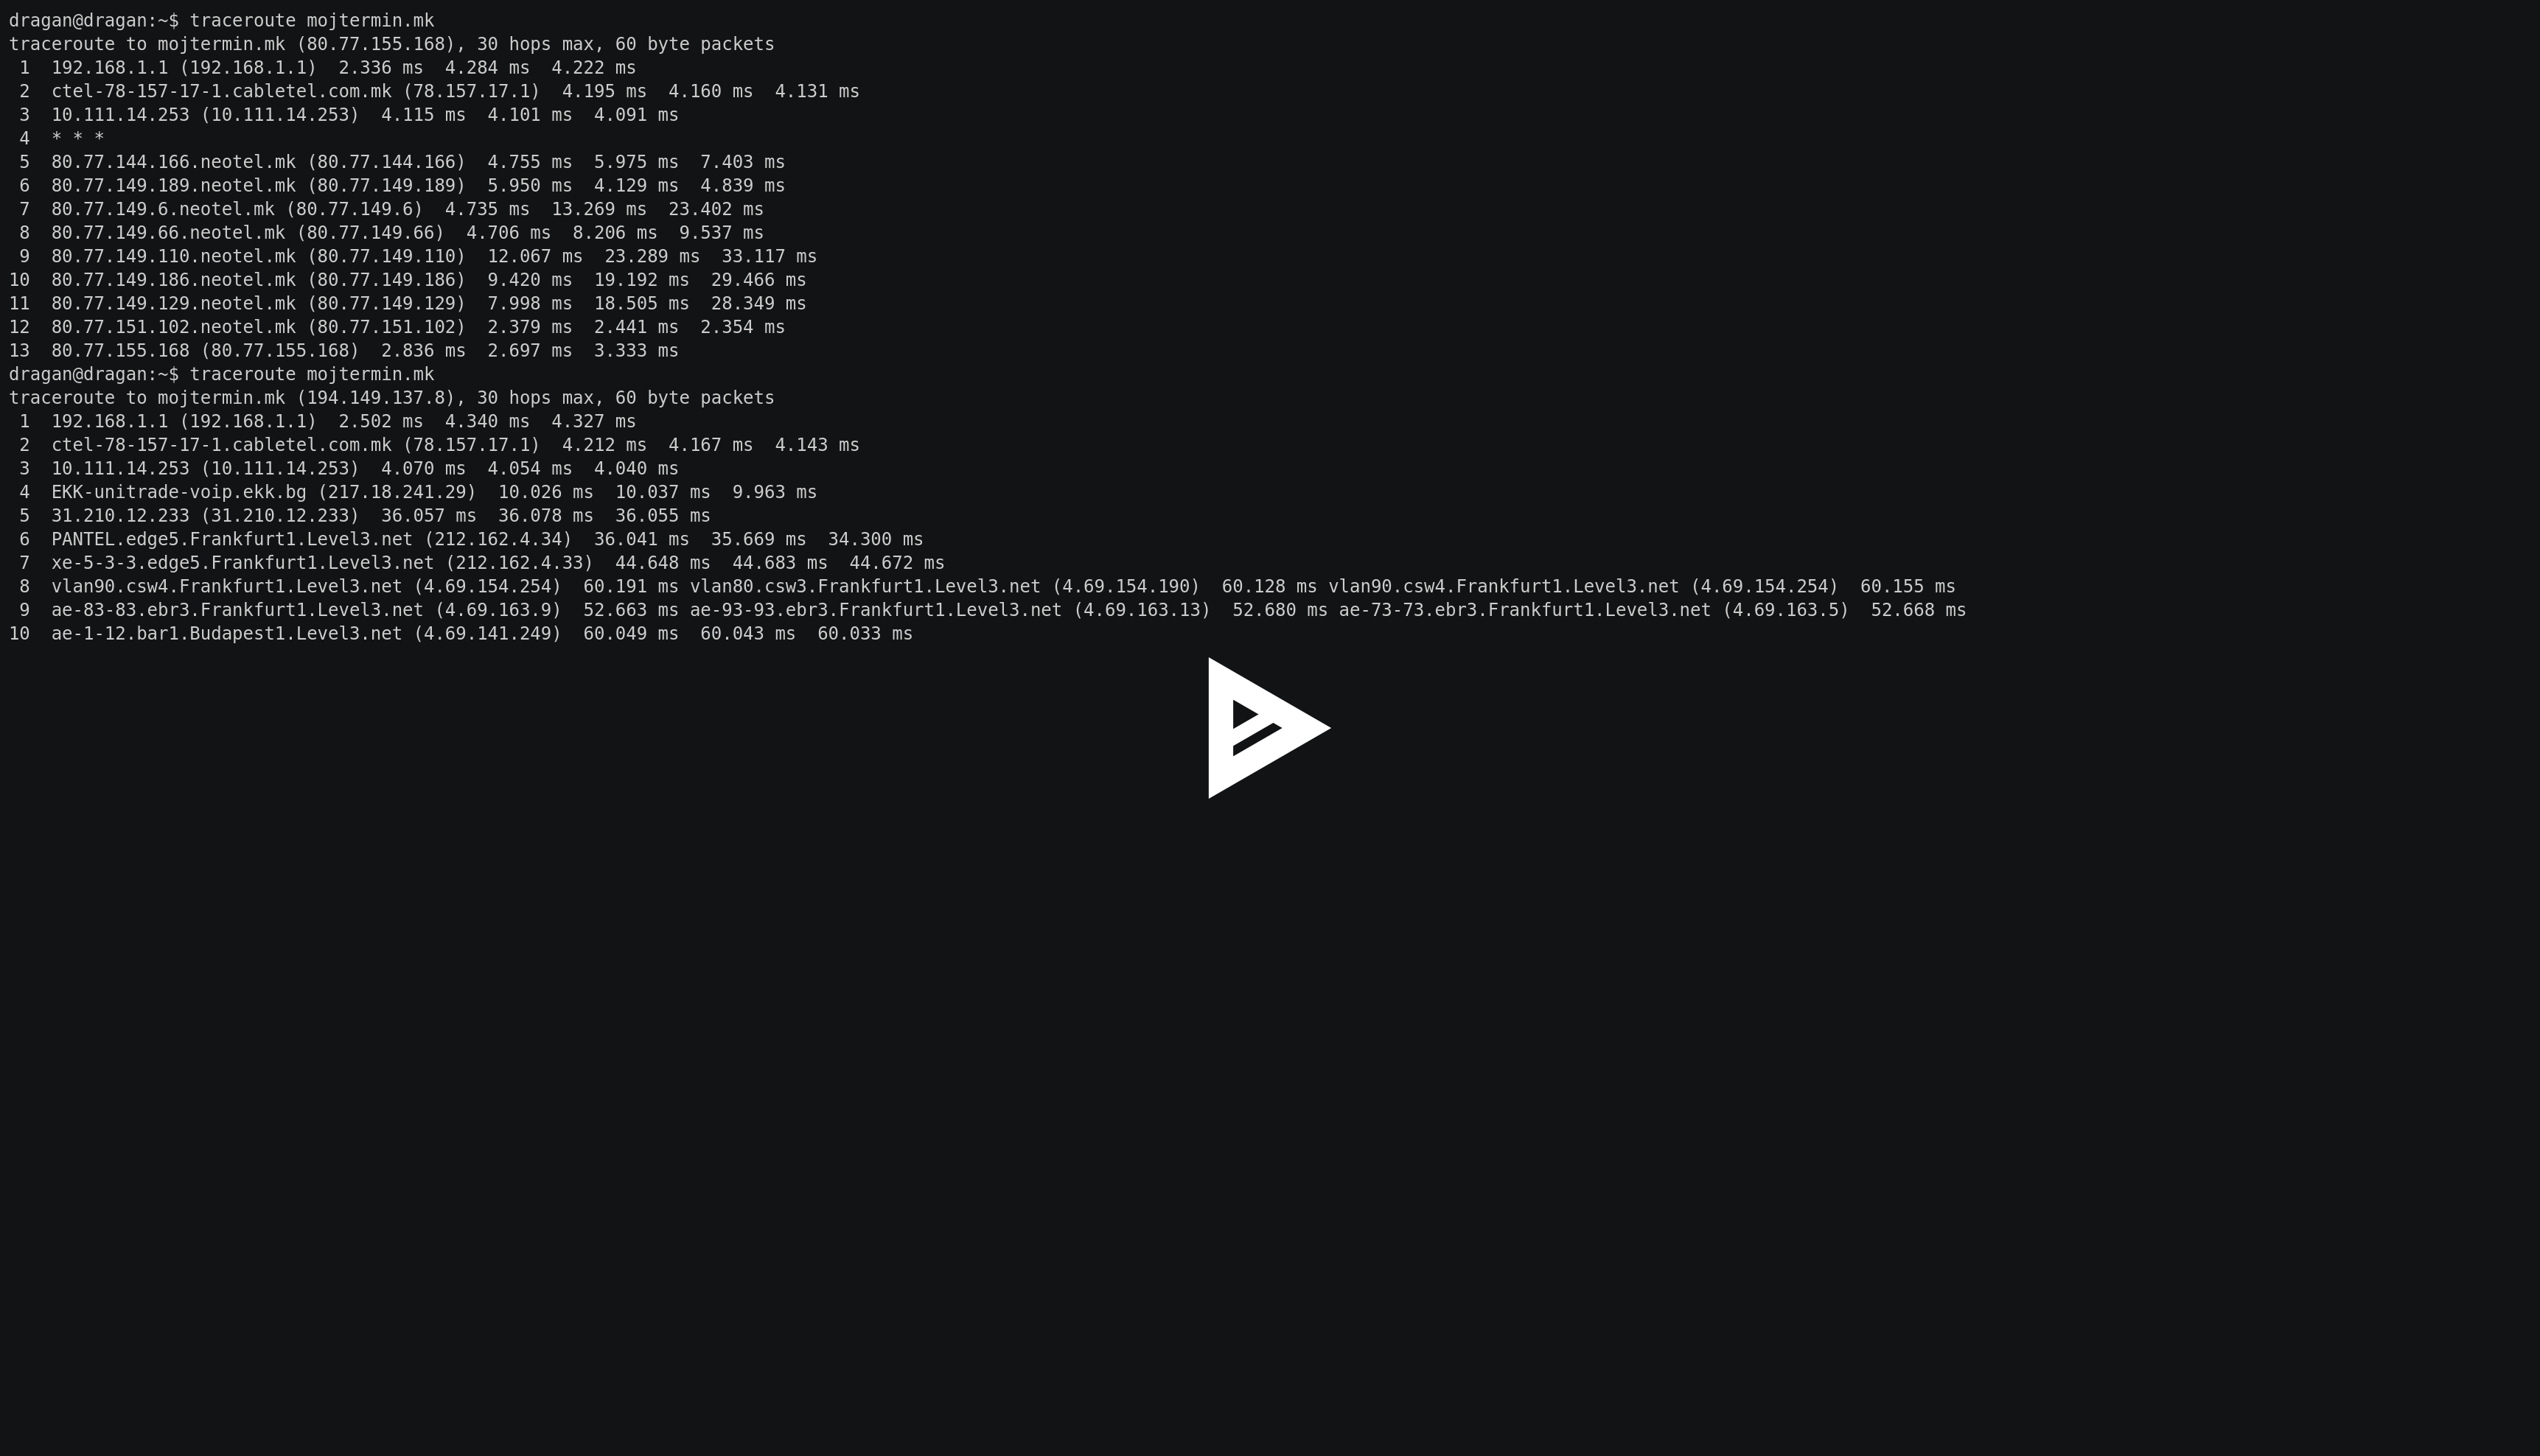 dragan@dragan:~$ traceroute mojtermin.mk
traceroute to mojtermin.mk (80.77.155.168), 30 hops max, 60 byte packets
 1  192.168.1.1 (192.168.1.1)  2.336 ms  4.284 ms  4.222 ms
 2  ctel-78-157-17-1.cabletel.com.mk (78.157.17.1)  4.195 ms  4.160 ms  4.131 ms
 3  10.111.14.253 (10.111.14.253)  4.115 ms  4.101 ms  4.091 ms
 4  * * *
 5  80.77.144.166.neotel.mk (80.77.144.166)  4.755 ms  5.975 ms  7.403 ms
 6  80.77.149.189.neotel.mk (80.77.149.189)  5.950 ms  4.129 ms  4.839 ms
 7  80.77.149.6.neotel.mk (80.77.149.6)  4.735 ms  13.269 ms  23.402 ms
 8  80.77.149.66.neotel.mk (80.77.149.66)  4.706 ms  8.206 ms  9.537 ms
 9  80.77.149.110.neotel.mk (80.77.149.110)  12.067 ms  23.289 ms  33.117 ms
10  80.77.149.186.neotel.mk (80.77.149.186)  9.420 ms  19.192 ms  29.466 ms
11  80.77.149.129.neotel.mk (80.77.149.129)  7.998 ms  18.505 ms  28.349 ms
12  80.77.151.102.neotel.mk (80.77.151.102)  2.379 ms  2.441 ms  2.354 ms
13  80.77.155.168 (80.77.155.168)  2.836 ms  2.697 ms  3.333 ms
dragan@dragan:~$ traceroute mojtermin.mk
traceroute to mojtermin.mk (194.149.137.8), 30 hops max, 60 byte packets
 1  192.168.1.1 (192.168.1.1)  2.502 ms  4.340 ms  4.327 ms
 2  ctel-78-157-17-1.cabletel.com.mk (78.157.17.1)  4.212 ms  4.167 ms  4.143 ms
 3  10.111.14.253 (10.111.14.253)  4.070 ms  4.054 ms  4.040 ms
 4  EKK-unitrade-voip.ekk.bg (217.18.241.29)  10.026 ms  10.037 ms  9.963 ms
 5  31.210.12.233 (31.210.12.233)  36.057 ms  36.078 ms  36.055 ms
 6  PANTEL.edge5.Frankfurt1.Level3.net (212.162.4.34)  36.041 ms  35.669 ms  34.300 ms
 7  xe-5-3-3.edge5.Frankfurt1.Level3.net (212.162.4.33)  44.648 ms  44.683 ms  44.672 ms
 8  vlan90.csw4.Frankfurt1.Level3.net (4.69.154.254)  60.191 ms vlan80.csw3.Frankfurt1.Level3.net (4.69.154.190)  60.128 ms vlan90.csw4.Frankfurt1.Level3.net (4.69.154.254)  60.155 ms
 9  ae-83-83.ebr3.Frankfurt1.Level3.net (4.69.163.9)  52.663 ms ae-93-93.ebr3.Frankfurt1.Level3.net (4.69.163.13)  52.680 ms ae-73-73.ebr3.Frankfurt1.Level3.net (4.69.163.5)  52.668 ms
10  ae-1-12.bar1.Budapest1.Level3.net (4.69.141.249)  60.049 ms  60.043 ms  60.033 ms